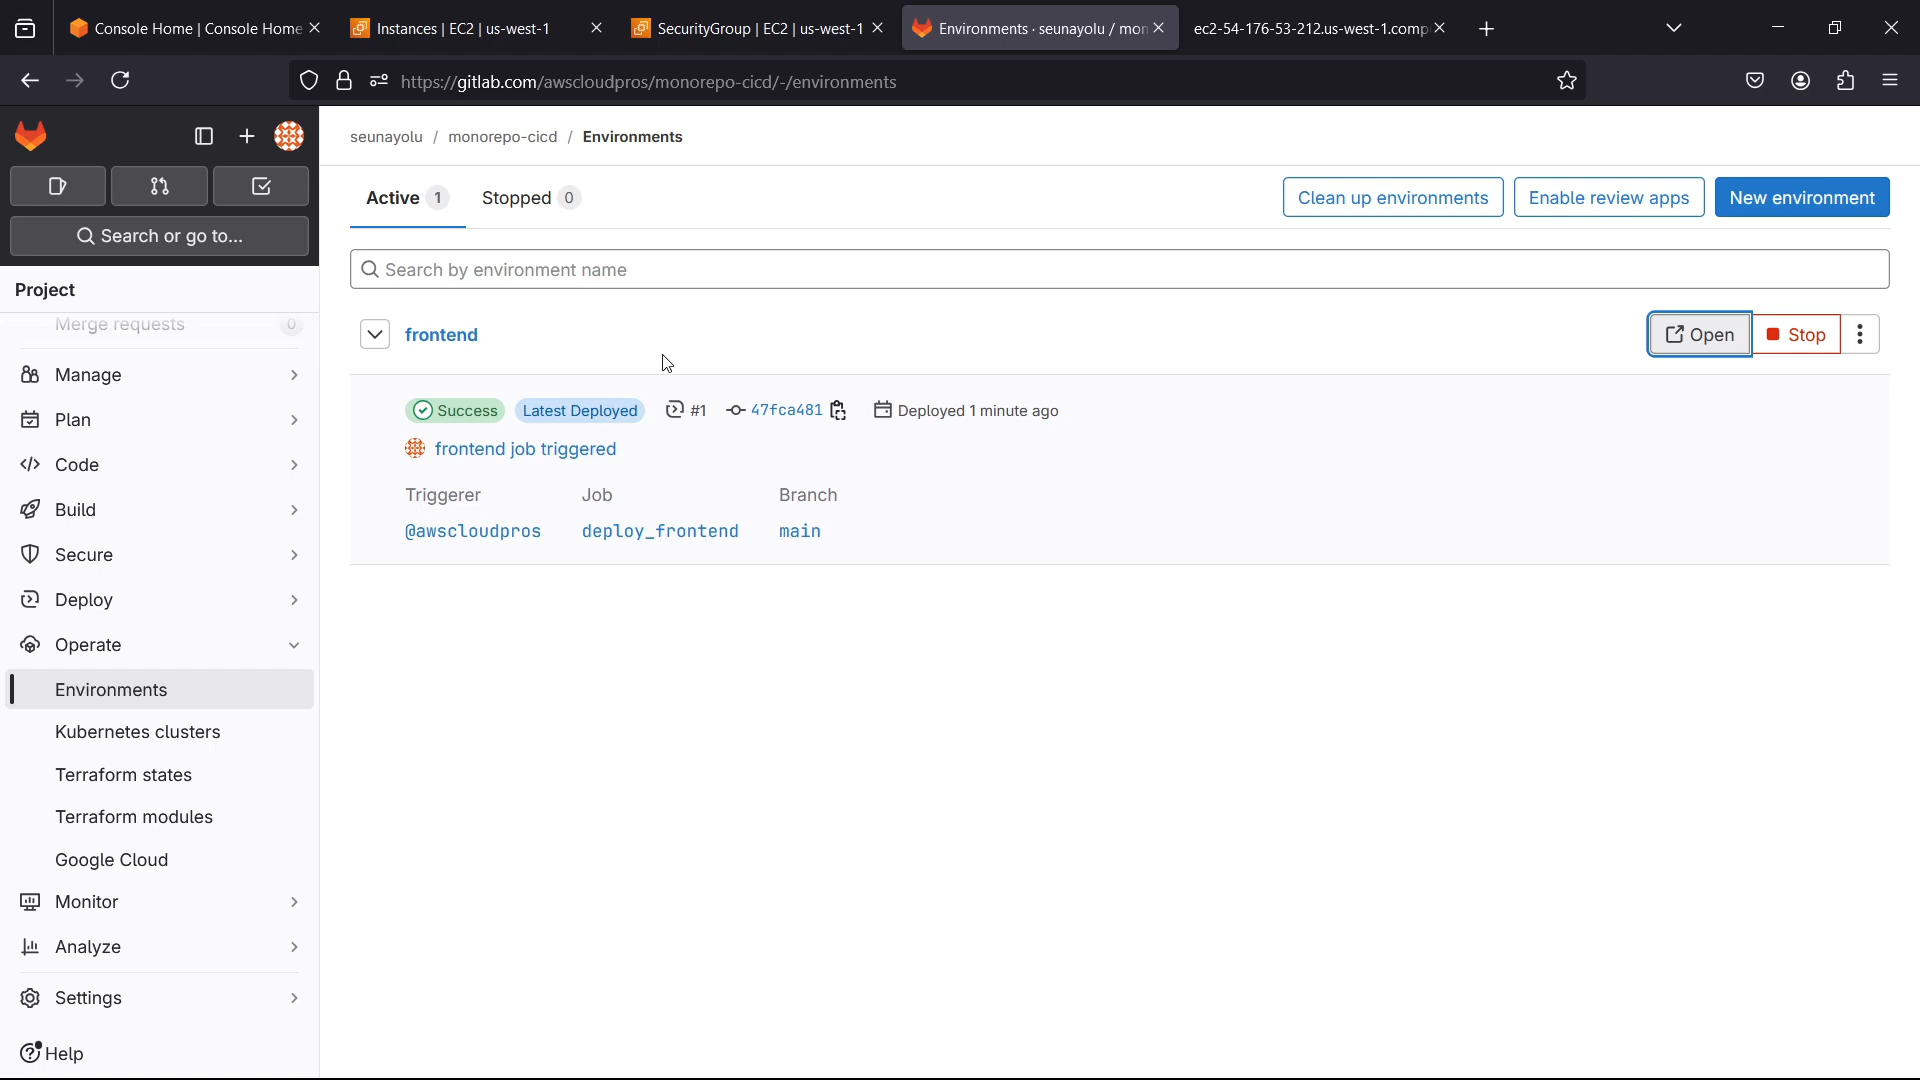 Console Home | Console Home
Instances | EC2 | us-west-1
SecurityGroup | EC2 | us-west-1
Environments · seunayolu / mon
ec2-54-176-53-212.us-west-1.comp
https://gitlab.com/awscloudpros/monorepo-cicd/-/environments
Search or go to...
Project
Merge requests 0
Manage
Plan
Code
Build
Secure
Deploy
Operate
Environments
Kubernetes clusters
Terraform states
Terraform modules
Google Cloud
Monitor
Analyze
Settings
Help
seunayolu / monorepo-cicd / Environments
Active 1 Stopped 0
Clean up environments Enable review apps New environment
Search by environment name
frontend
Open Stop
Success Latest Deployed #1 47fca481 Deployed 1 minute ago
frontend job triggered
Triggerer Job Branch
@awscloudpros deploy_frontend main